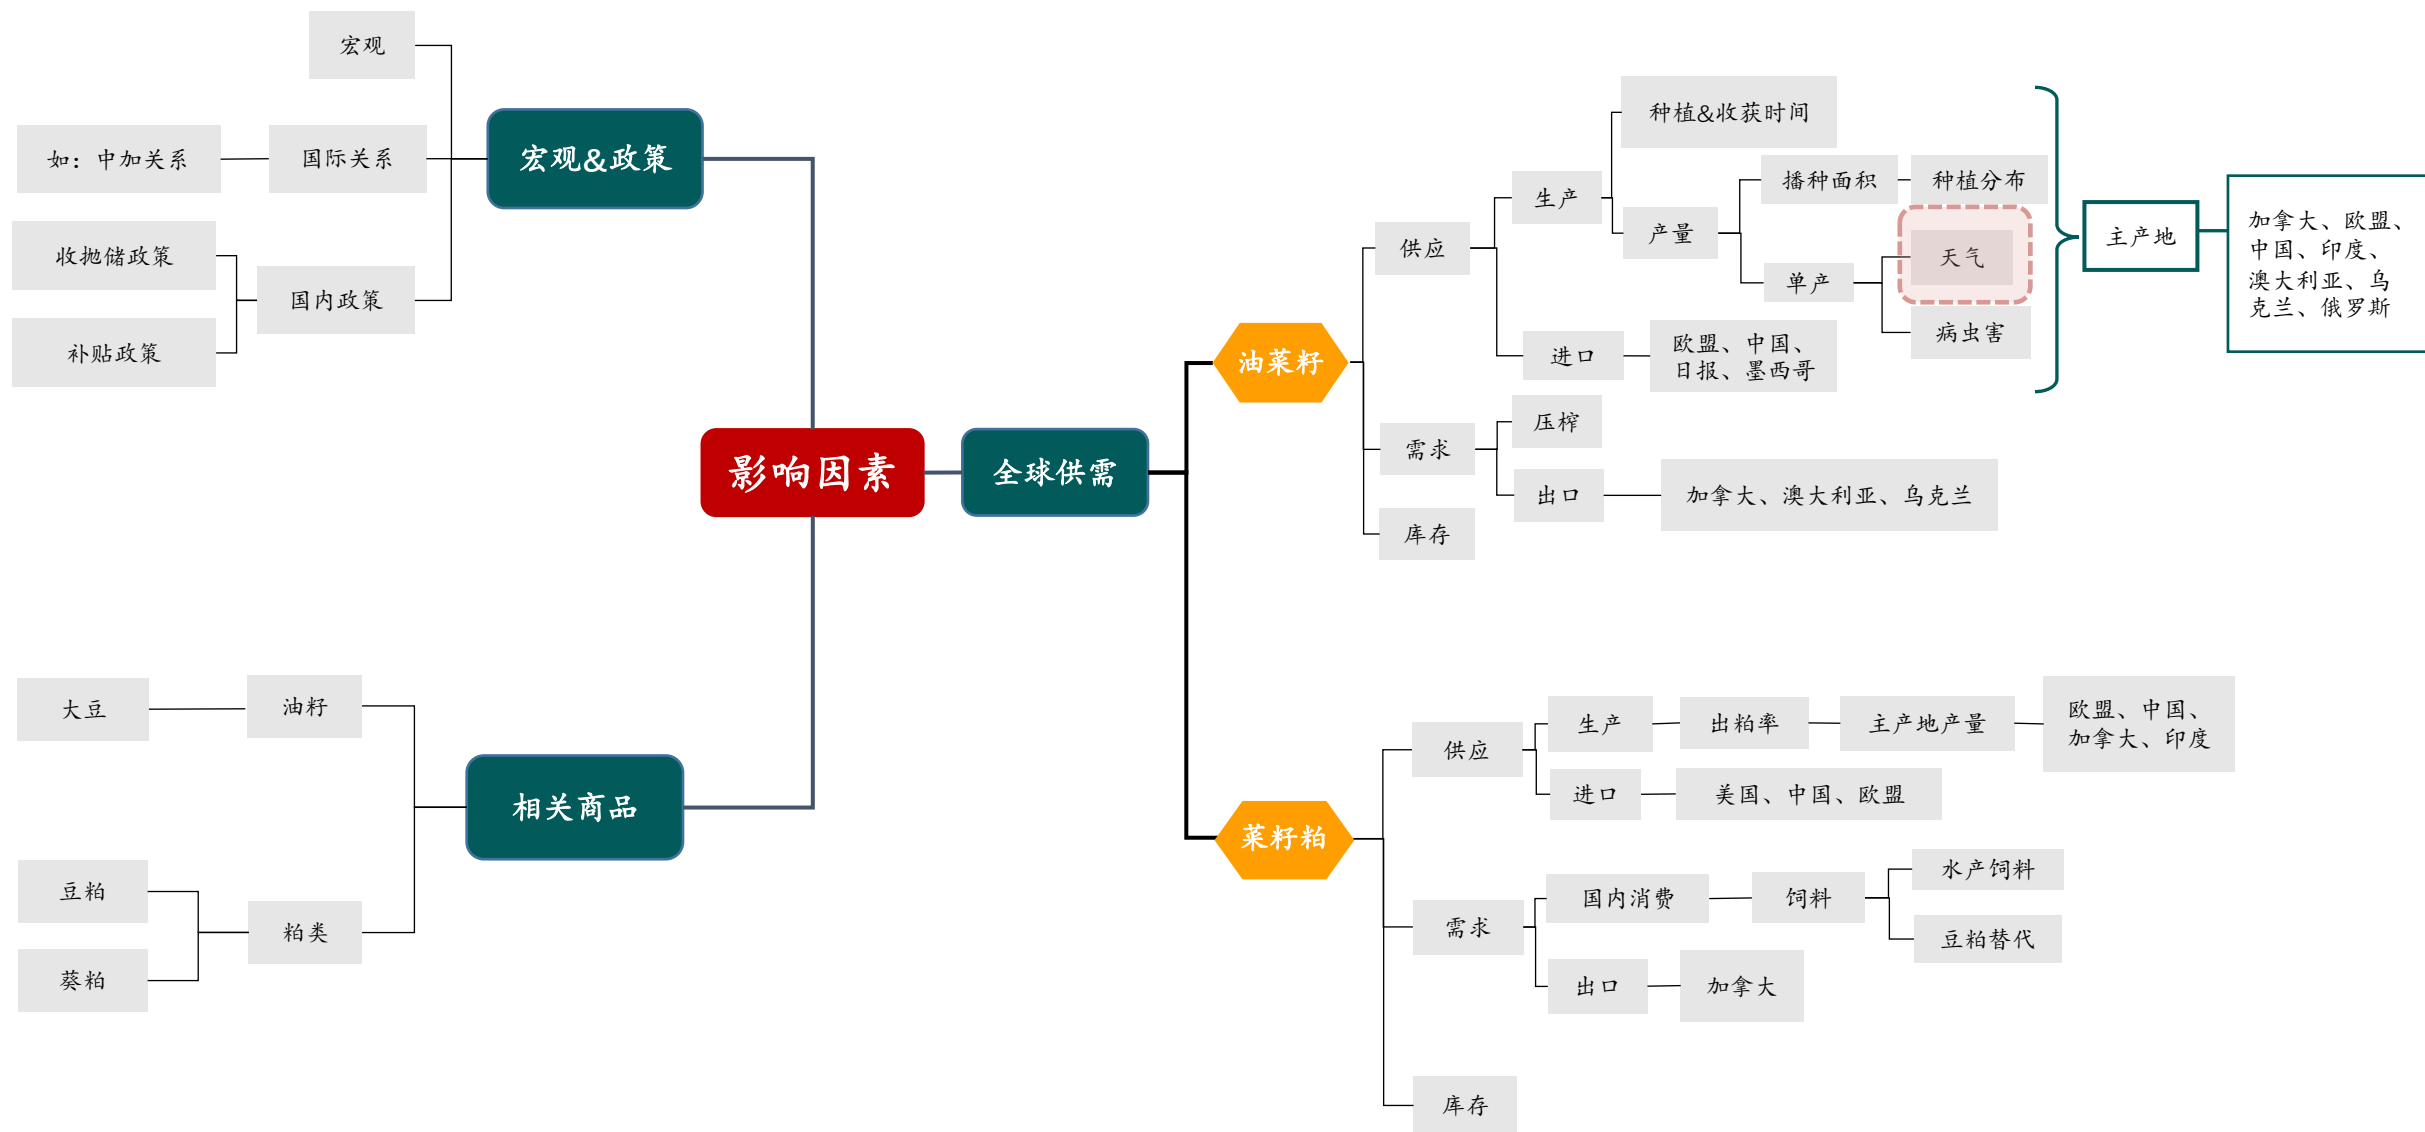 宏观
如：中加关系
国际关系
宏观&政策
收抛储政策
国内政策
补贴政策
影响因素
全球供需
大豆
油籽
相关商品
豆粕
粕类
葵粕
油菜籽
供应
生产
种植&收获时间
产量
播种面积
种植分布
单产
天气
病虫害
进口
欧盟、中国、
日报、墨西哥
主产地
加拿大、欧盟、
中国、印度、
澳大利亚、乌
克兰、俄罗斯
需求
压榨
出口
加拿大、澳大利亚、乌克兰
库存
菜籽粕
供应
生产
出粕率
主产地产量
欧盟、中国、
加拿大、印度
进口
美国、中国、欧盟
需求
国内消费
饲料
水产饲料
豆粕替代
出口
加拿大
库存